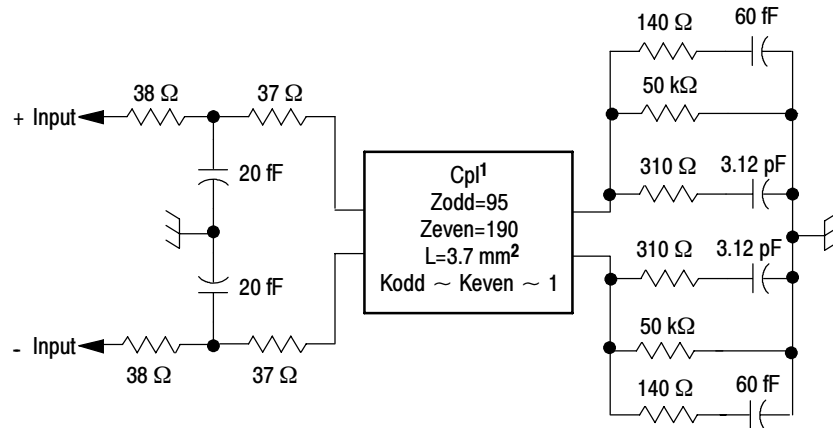 140 Ω
60 fF
38 Ω
37 Ω
50 kΩ
+ Input
20 fF
Cpl¹
Zodd=95
Zeven=190
L=3.7 mm²
Kodd ~ Keven ~ 1
310 Ω
3.12 pF
310 Ω
3.12 pF
20 fF
50 kΩ
- Input
38 Ω
37 Ω
140 Ω
60 fF